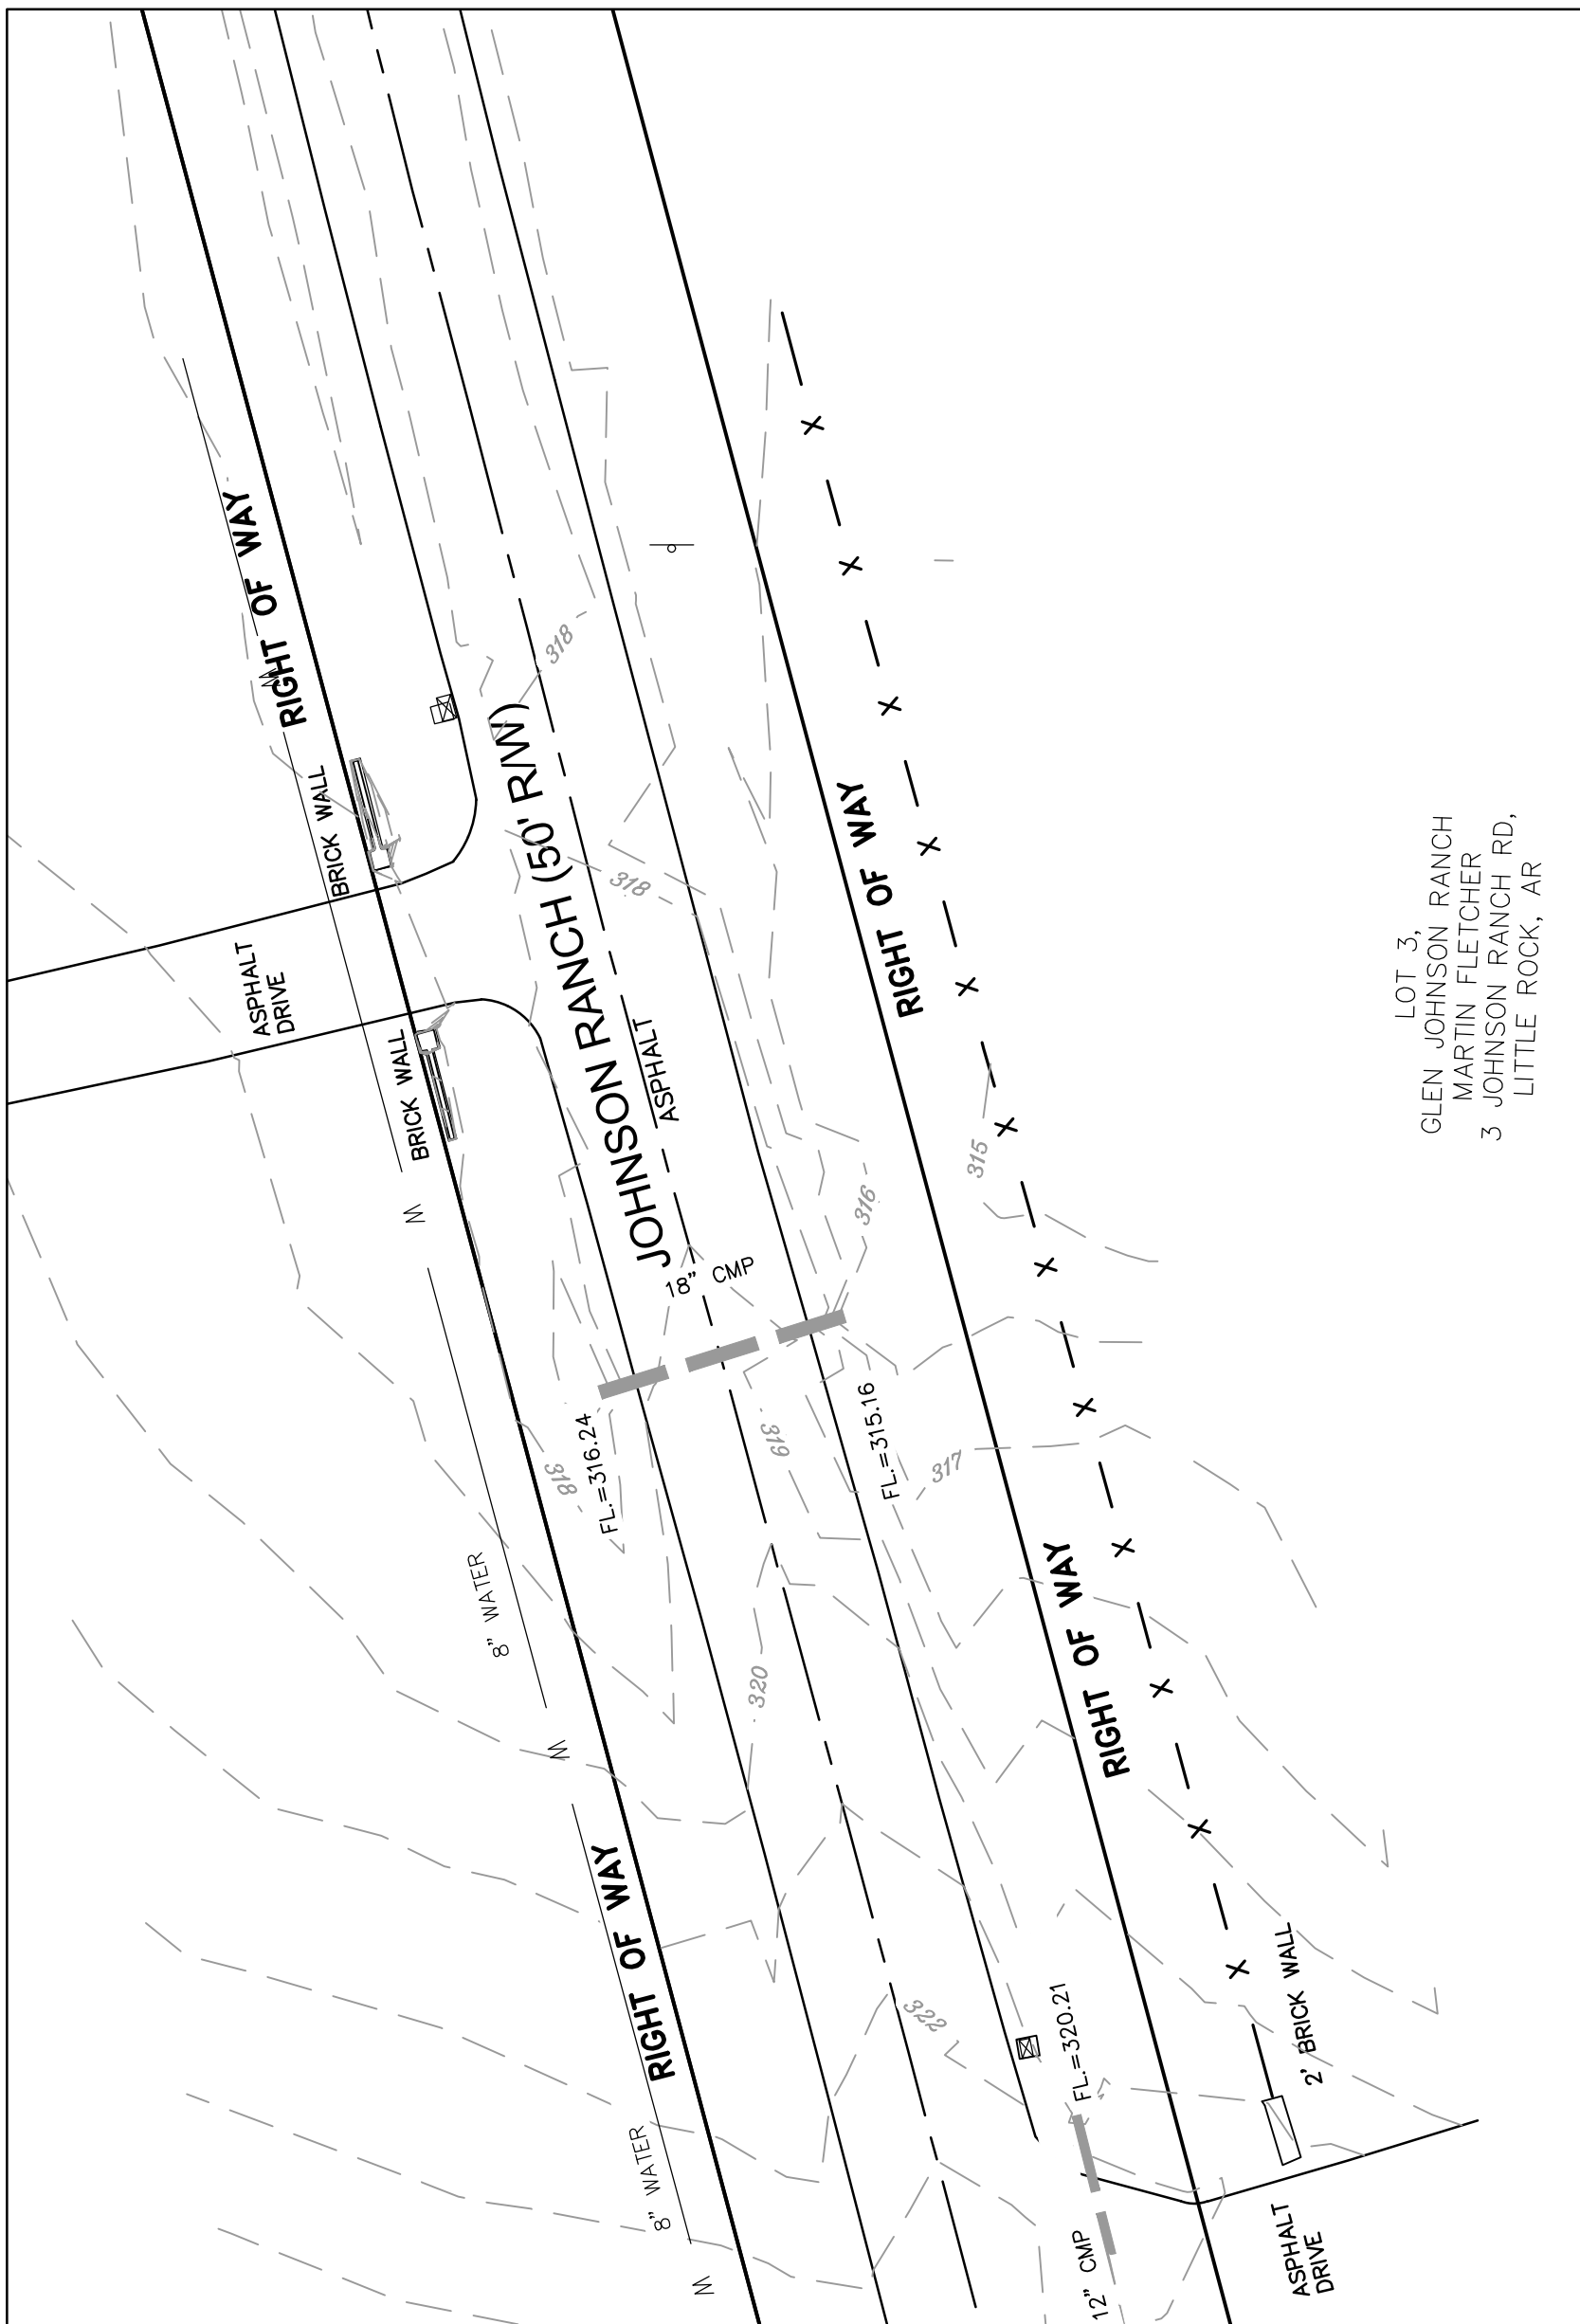 RIGHT OF WAY
W
BRICK WALL
ASPHALT
DRIVE
BRICK WALL
W
318
JOHNSON RANCH (50' R/W)
318
ASPHALT
RIGHT OF WAY
315
316
18" CMP
FL.=316.24
318
319
FL.=315.16
317
8" WATER
W
320
RIGHT OF WAY
RIGHT OF WAY
322
8" WATER
W
FL.=320.21
2' BRICK WALL
12" CMP
ASPHALT
DRIVE
LOT 3,
GLEN JOHNSON RANCH
MARTIN FLETCHER
3 JOHNSON RANCH RD,
LITTLE ROCK, AR